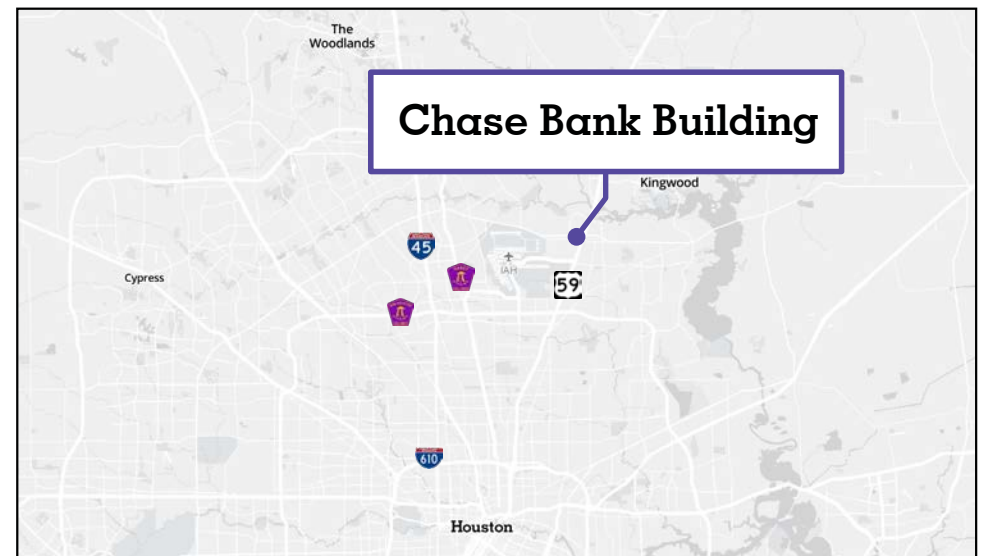 The
Woodlands
Chase Bank Building
Kingwood
45
IAH
Cypress
59
610
Houston